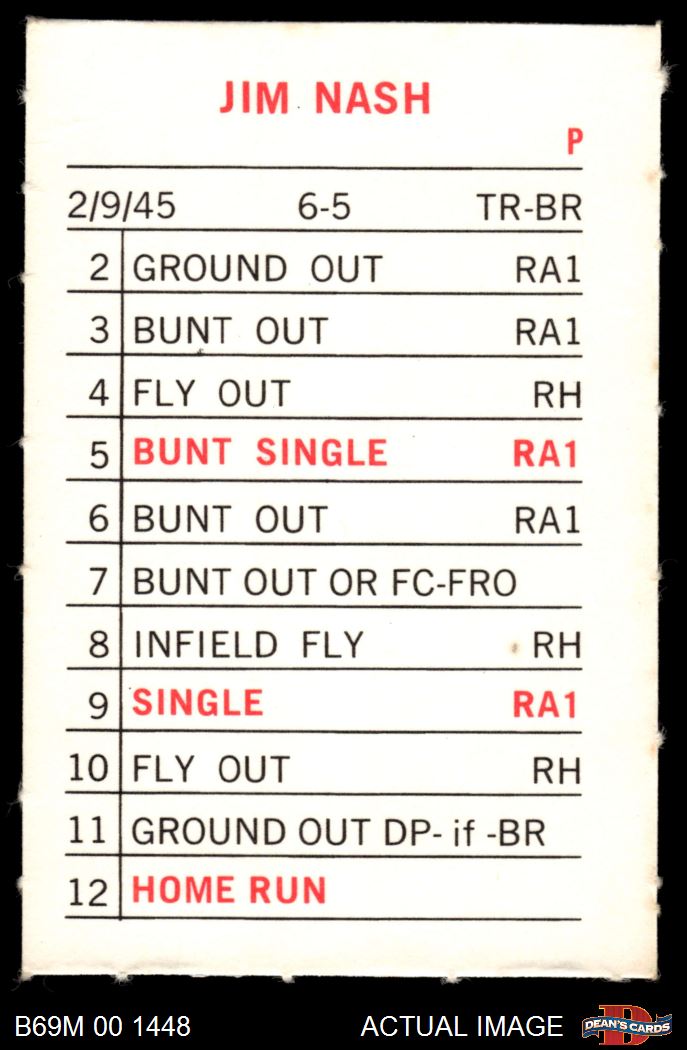 JIM NASH
P
2/9/45 6-5 TR-BR
2 GROUND OUT RA1
3 BUNT OUT RA1
4 FLY OUT RH
5 BUNT SINGLE RA1
6 BUNT OUT RA1
7 BUNT OUT OR FC-FRO
8 INFIELD FLY RH
9 SINGLE RA1
10 FLY OUT RH
11 GROUND OUT DP- if -BR
12 HOME RUN
B69M 00 1448 ACTUAL IMAGE D DEAN'S CARDS